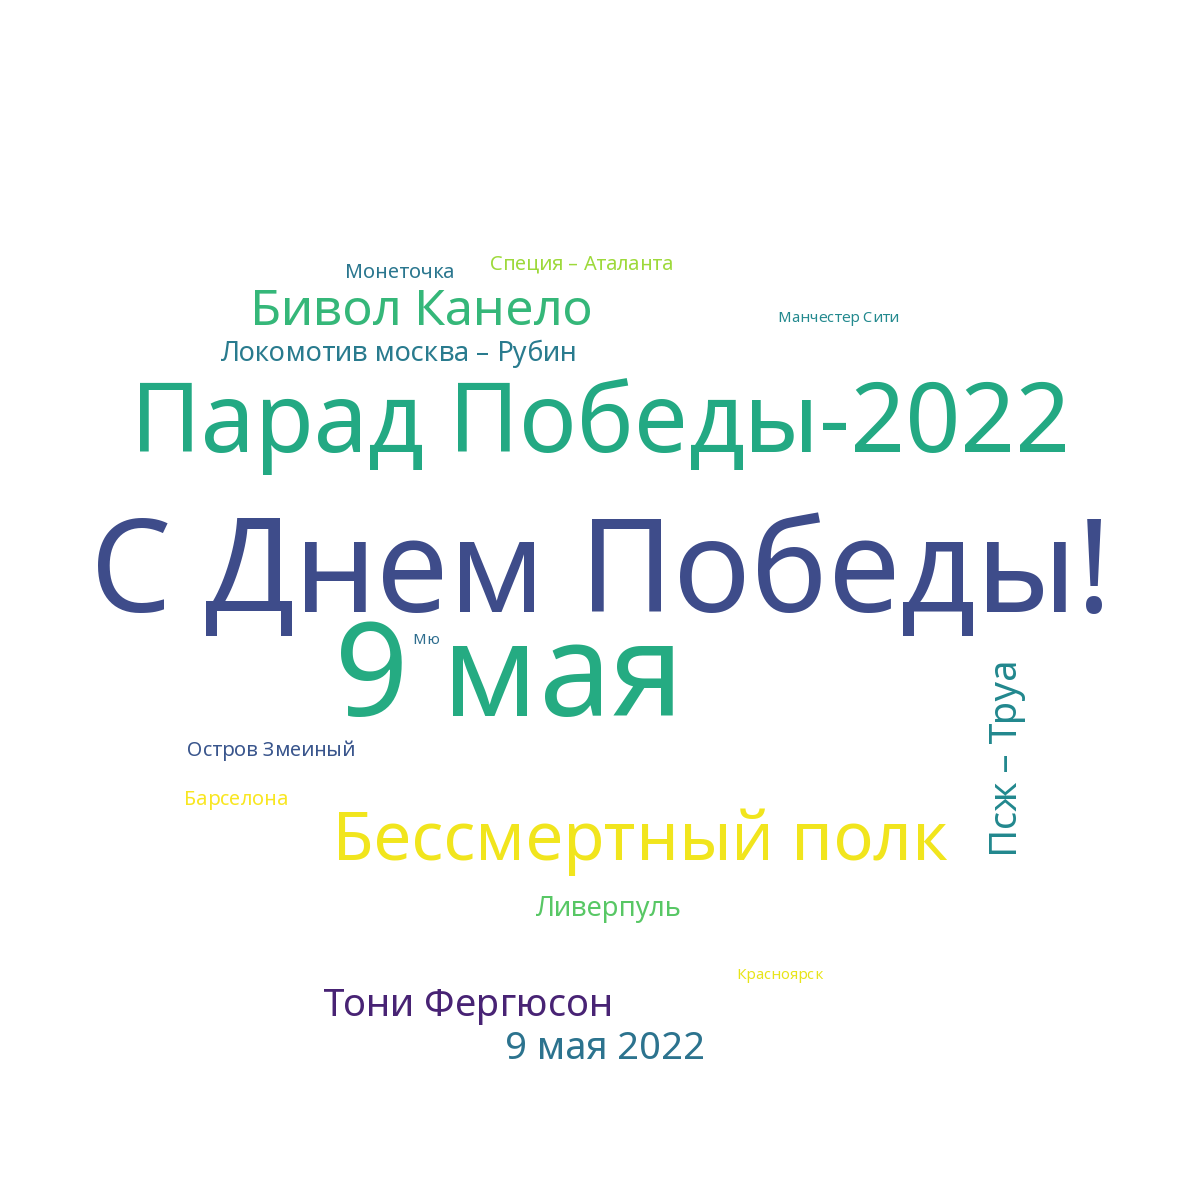 Специя – Аталанта
Монеточка
Бивол Канело
Манчестер Сити
Локомотив москва – Рубин
Парад Победы-2022
С Днем Победы!
9 мая
Мю
Псж – Труа
Остров Змеиный
Барселона
Бессмертный полк
Ливерпуль
Красноярск
Тони Фергюсон
9 мая 2022